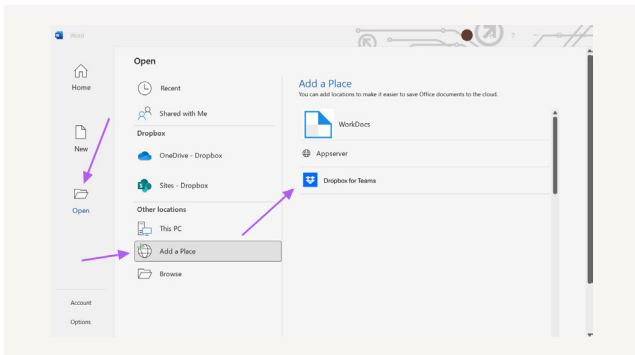 Word
?
Home
New
Open
Account
Options
Open
Recent
Shared with Me
Dropbox
OneDrive - Dropbox
Sites - Dropbox
Other locations
This PC
Add a Place
Browse
Add a Place
You can add locations to make it easier to save Office documents to the cloud.
WorkDocs
Appserver
Dropbox for Teams